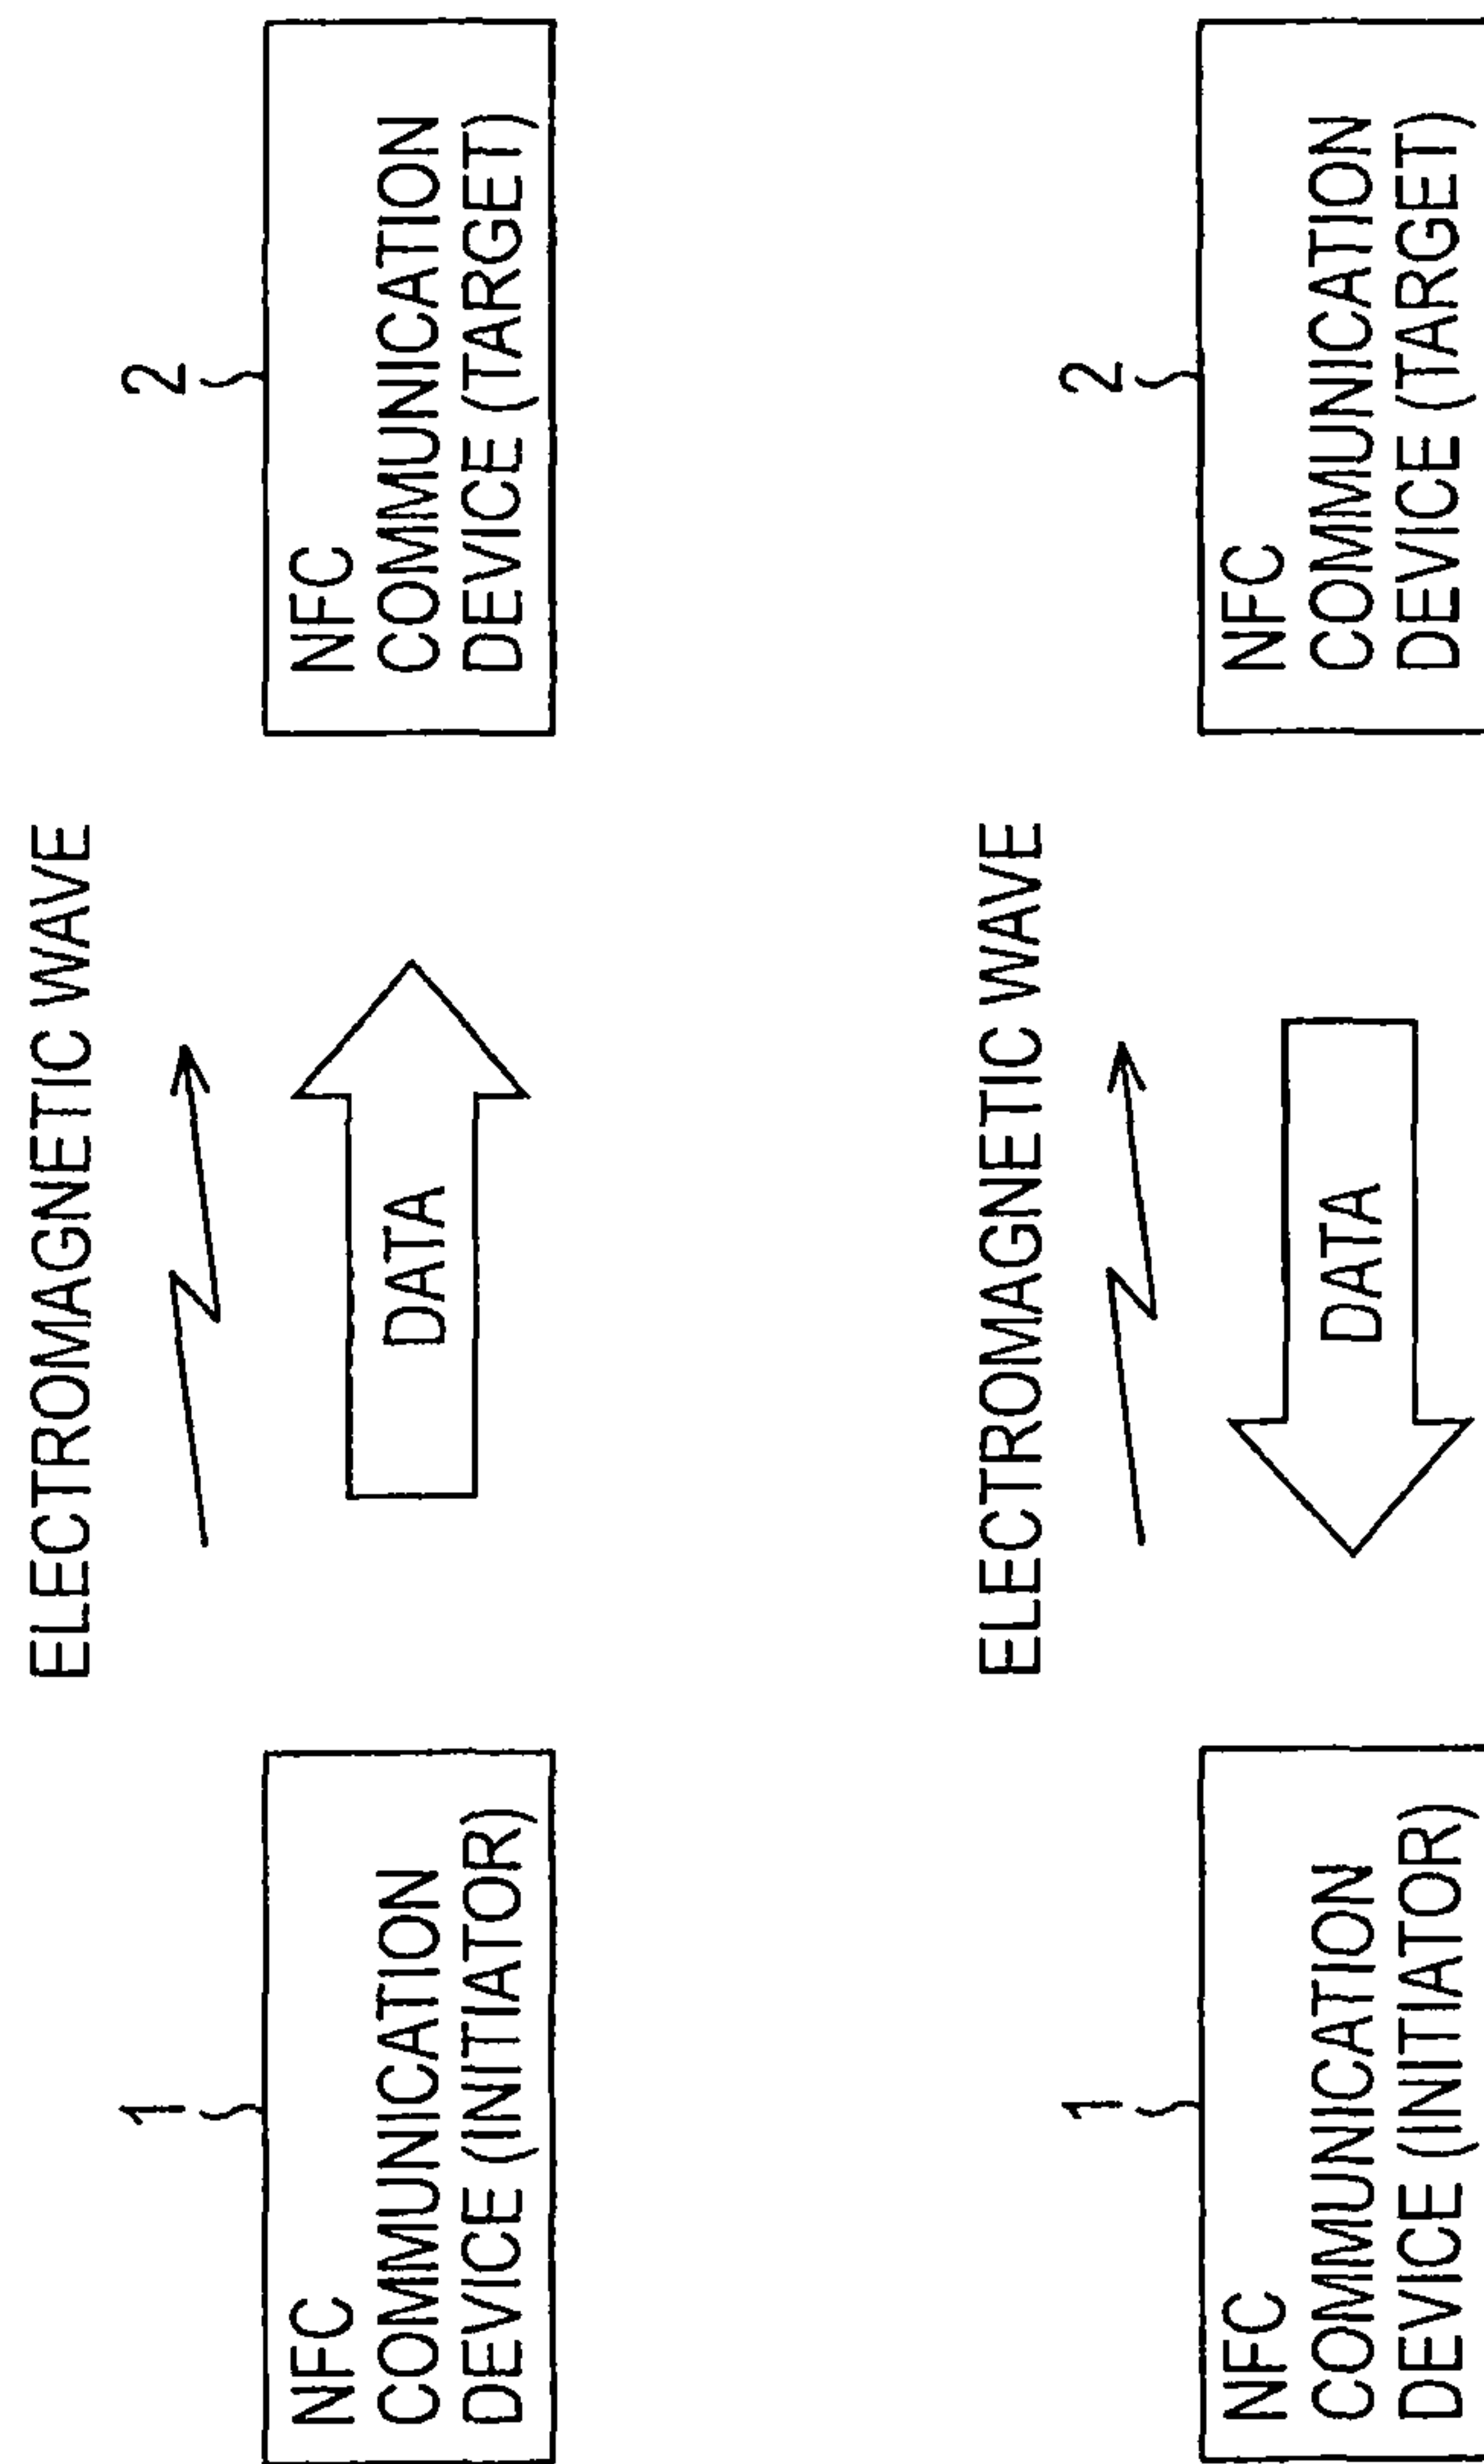 ELECTROMAGNETIC WAVE
1
2
NFC
COMMUNICATION
DEVICE (INITIATOR)
DATA
NFC
COMMUNICATION
DEVICE (TARGET)
ELECTROMAGNETIC WAVE
1
2
NFC
COMMUNICATION
DEVICE (INITIATOR)
DATA
NFC
COMMUNICATION
DEVICE (TARGET)